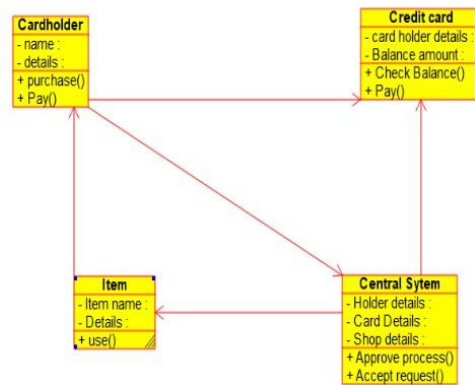 Cardholder
- name :
- details :
+ purchase()
+ Pay()
Credit card
- card holder details :
- Balance amount :
+ Check Balance()
+ Pay()
Item
- Item name :
- Details :
+ use()
Central Sytem
- Holder details :
- Card Details :
- Shop details :
+ Approve process()
+ Accept request()